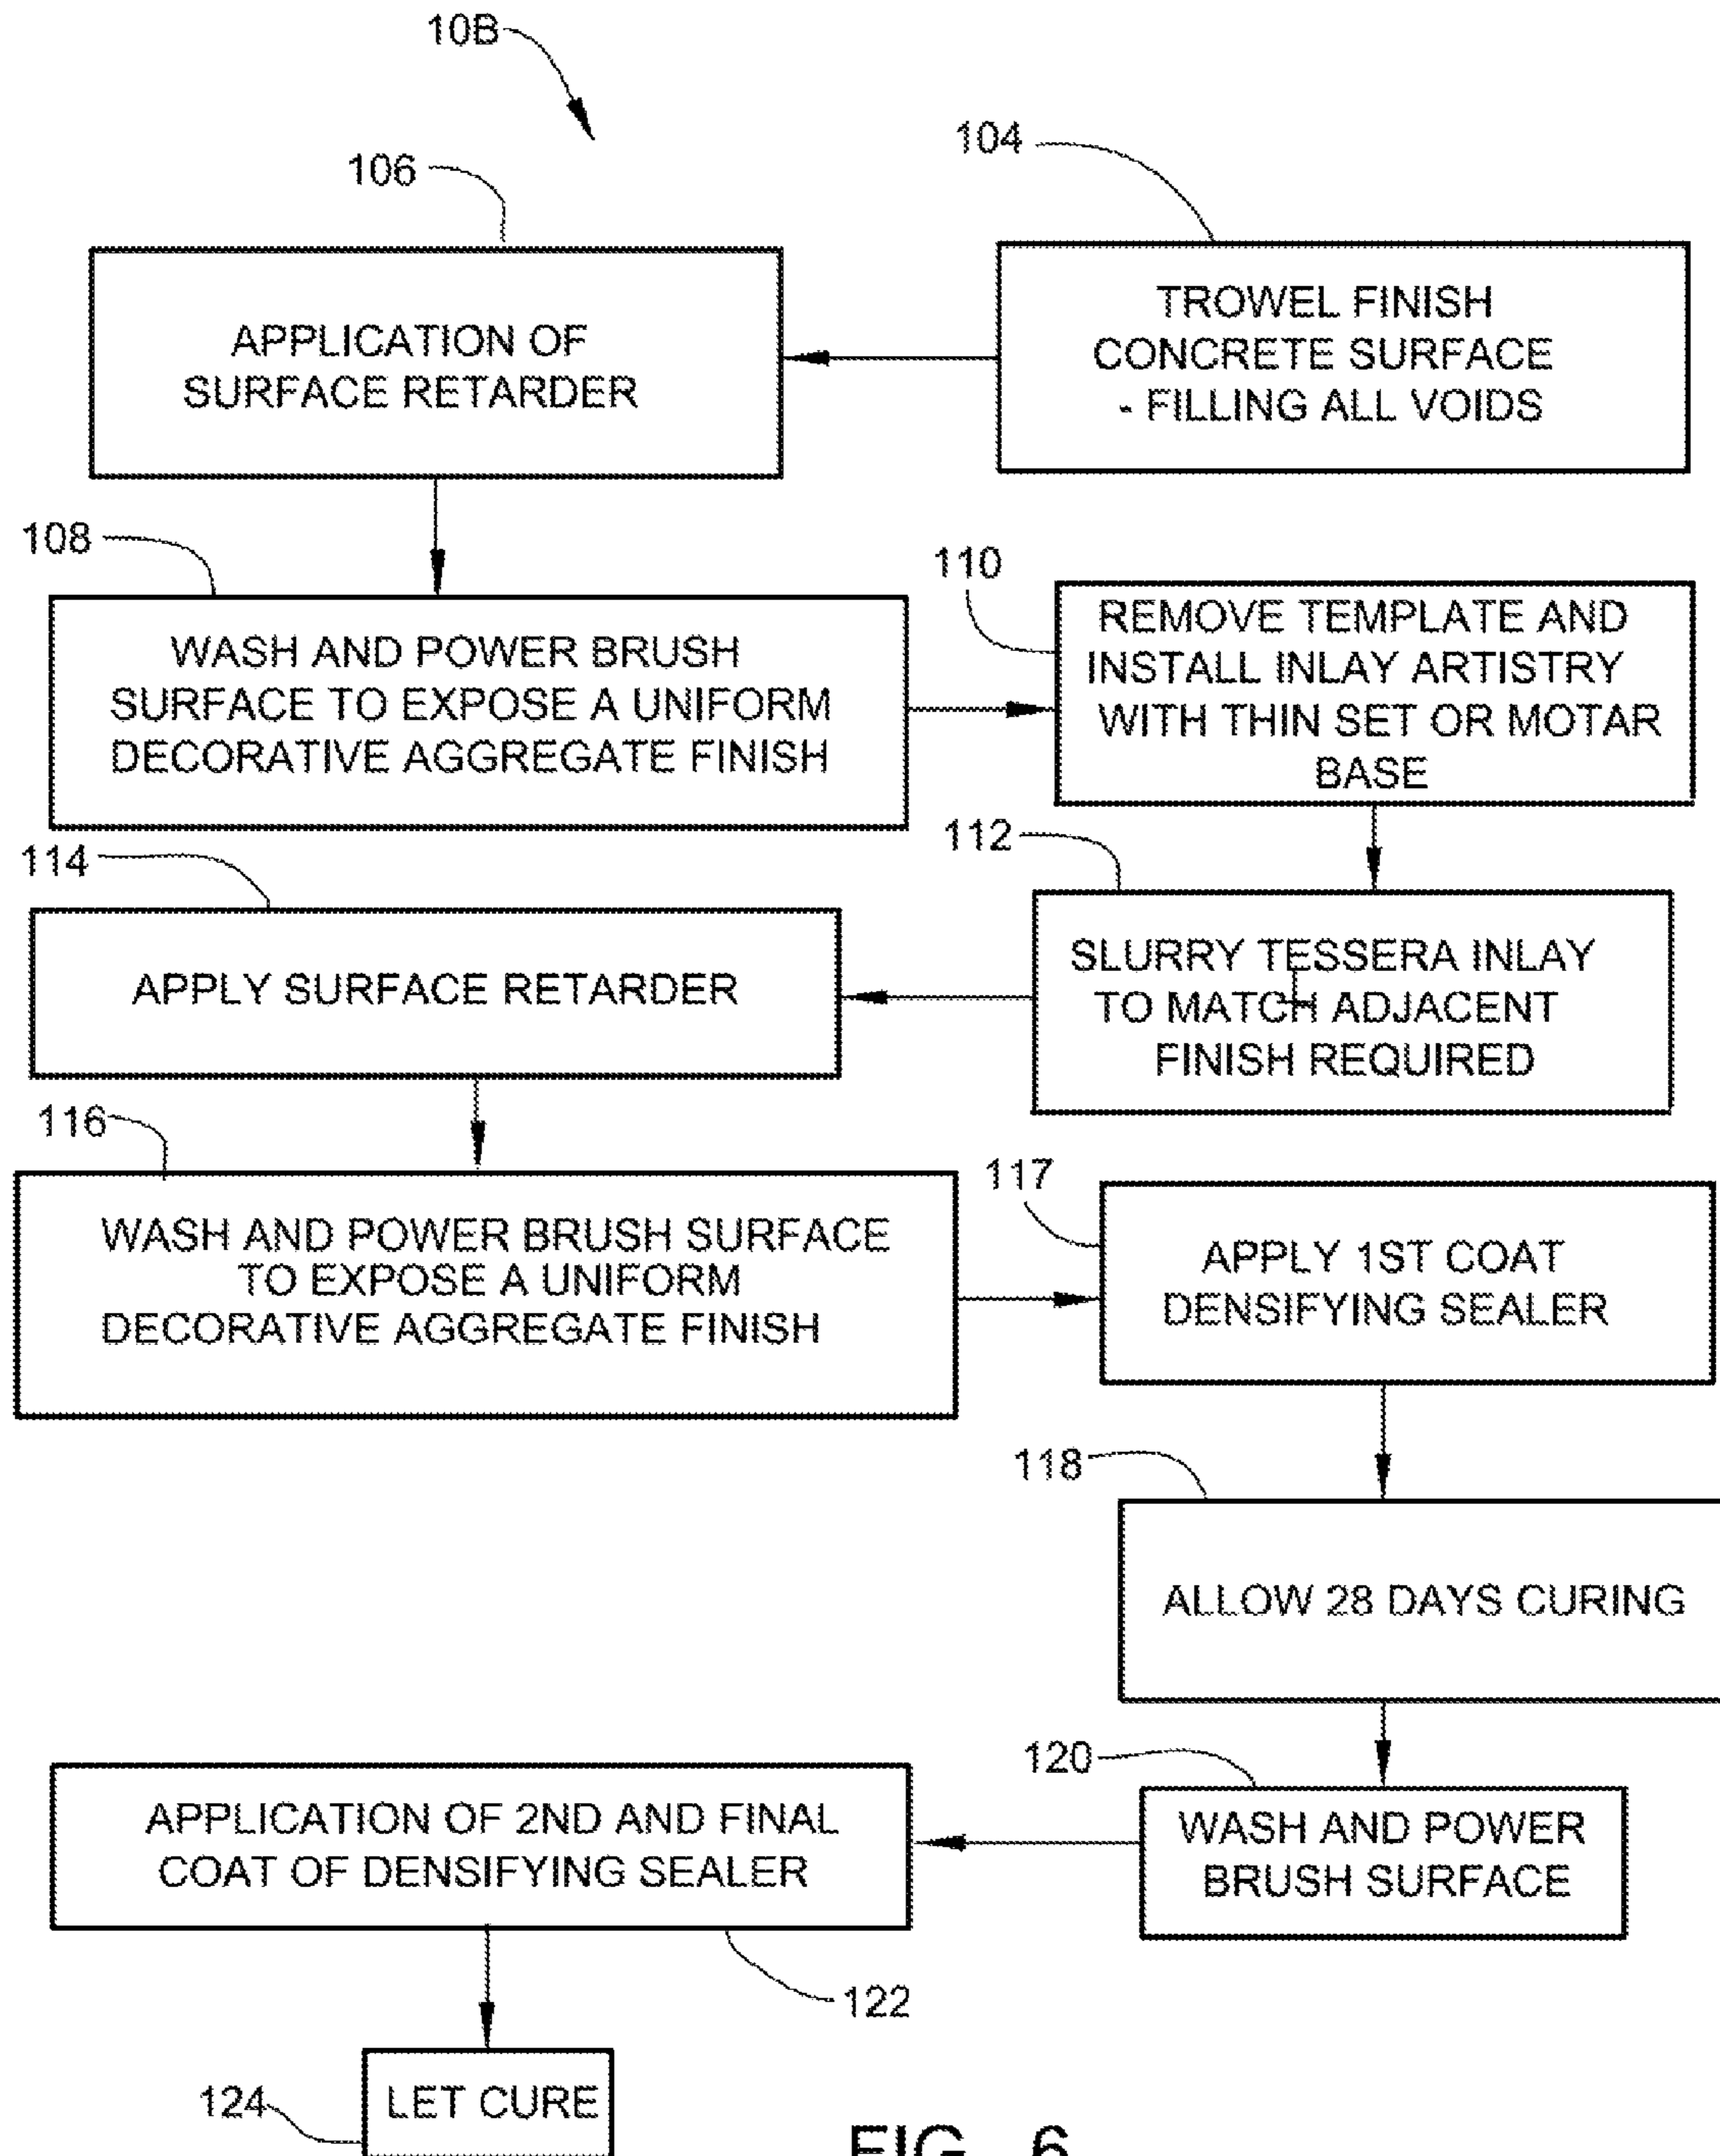 10B
104
106
TROWEL FINISH
CONCRETE SURFACE
- FILLING ALL VOIDS
APPLICATION OF
SURFACE RETARDER
108
WASH AND POWER BRUSH
SURFACE TO EXPOSE A UNIFORM
DECORATIVE AGGREGATE FINISH
110
REMOVE TEMPLATE AND
INSTALL INLAY ARTISTRY
WITH THIN SET OR MOTAR
BASE
112
SLURRY TESSERA INLAY
TO MATCH ADJACENT
FINISH REQUIRED
114
APPLY SURFACE RETARDER
116
WASH AND POWER BRUSH SURFACE
TO EXPOSE A UNIFORM
DECORATIVE AGGREGATE FINISH
117
APPLY 1ST COAT
DENSIFYING SEALER
118
ALLOW 28 DAYS CURING
120
WASH AND POWER
BRUSH SURFACE
APPLICATION OF 2ND AND FINAL
COAT OF DENSIFYING SEALER
122
124
LET CURE
FIG. 6